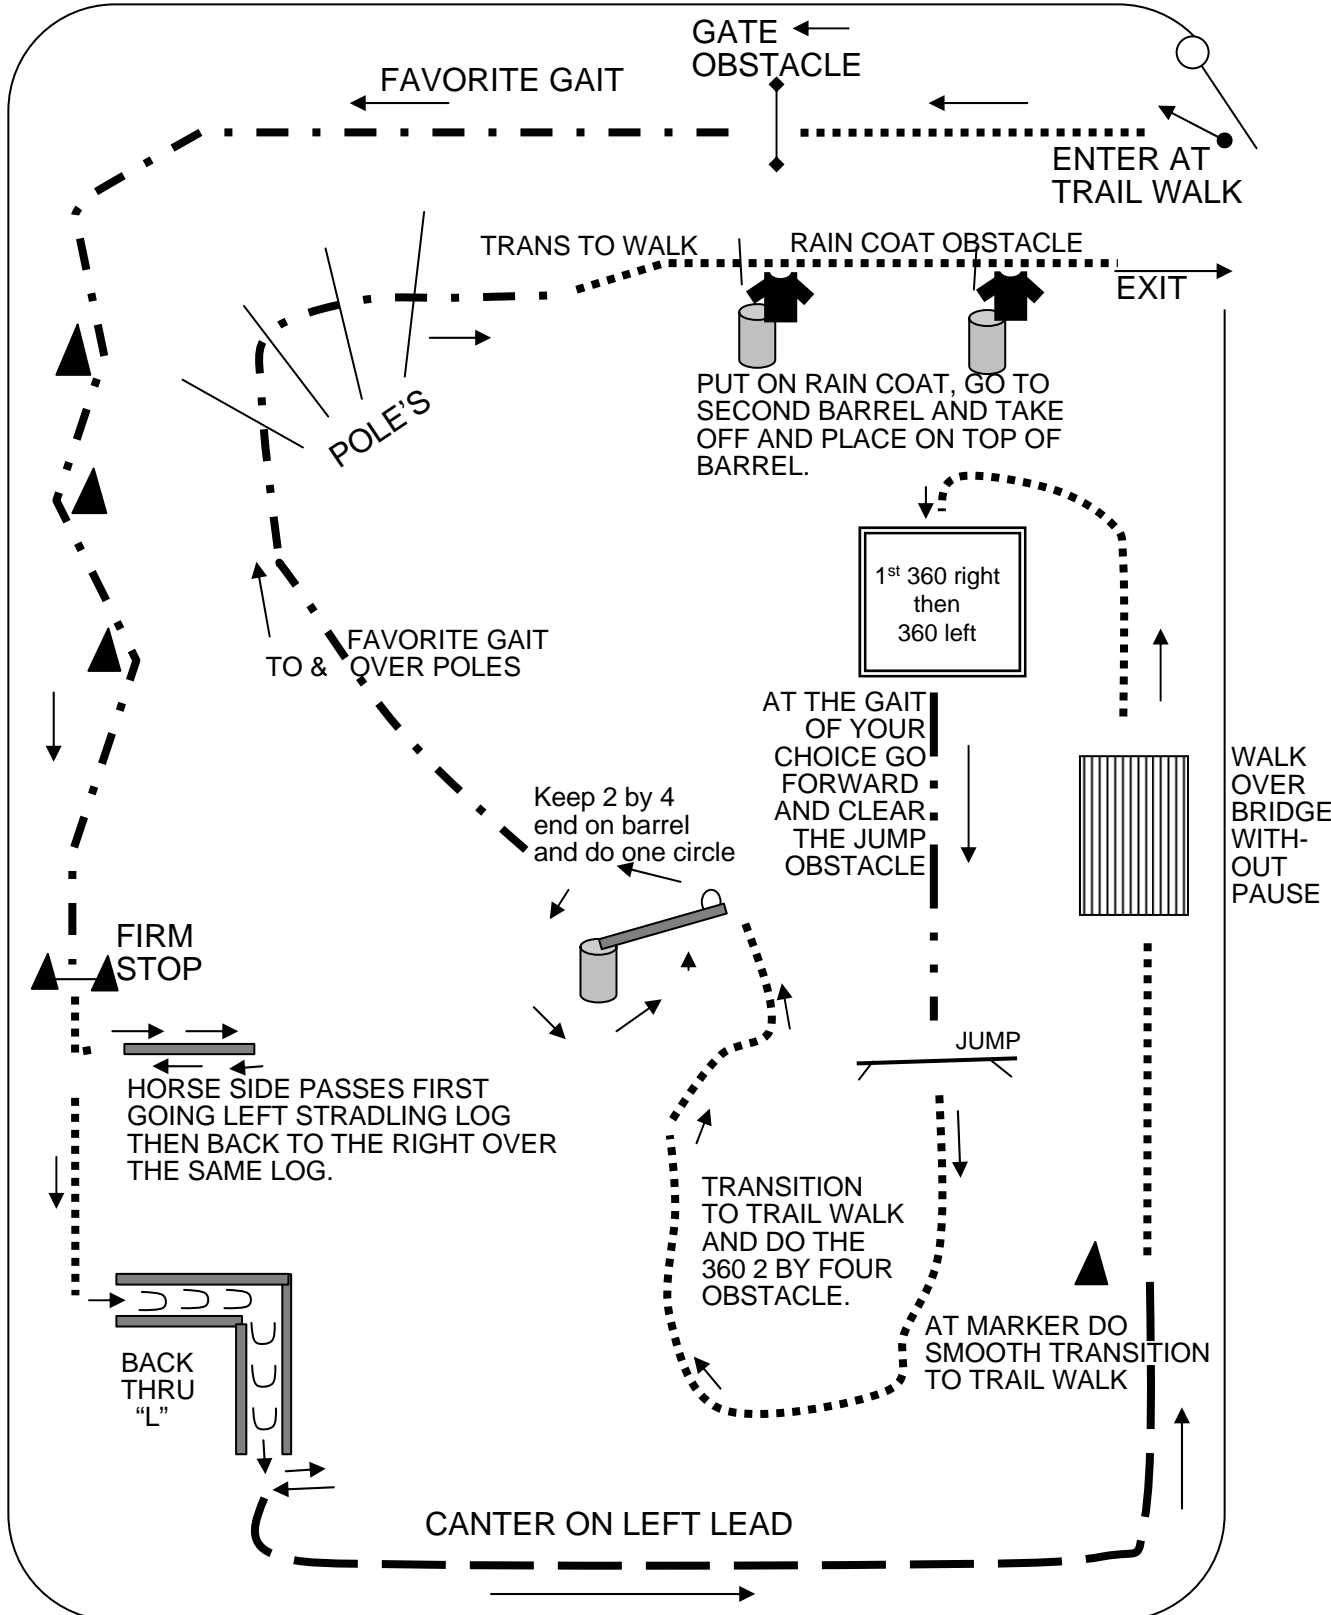 GATE
OBSTACLE
FAVORITE GAIT
ENTER AT
TRAIL WALK
TRANS TO WALK
RAIN COAT OBSTACLE
EXIT
PUT ON RAIN COAT, GO TO
SECOND BARREL AND TAKE
OFF AND PLACE ON TOP OF
BARREL.
POLE'S
1st 360 right
then
360 left
FAVORITE GAIT
TO & OVER POLES
AT THE GAIT
OF YOUR
CHOICE GO
FORWARD
AND CLEAR
THE JUMP
OBSTACLE
WALK
OVER
BRIDGE
WITH-
OUT
PAUSE
Keep 2 by 4
end on barrel
and do one circle
FIRM
STOP
JUMP
HORSE SIDE PASSES FIRST
GOING LEFT STRADLING LOG
THEN BACK TO THE RIGHT OVER
THE SAME LOG.
TRANSITION
TO TRAIL WALK
AND DO THE
360 2 BY FOUR
OBSTACLE.
AT MARKER DO
SMOOTH TRANSITION
TO TRAIL WALK
BACK
THRU
“L”
CANTER ON LEFT LEAD